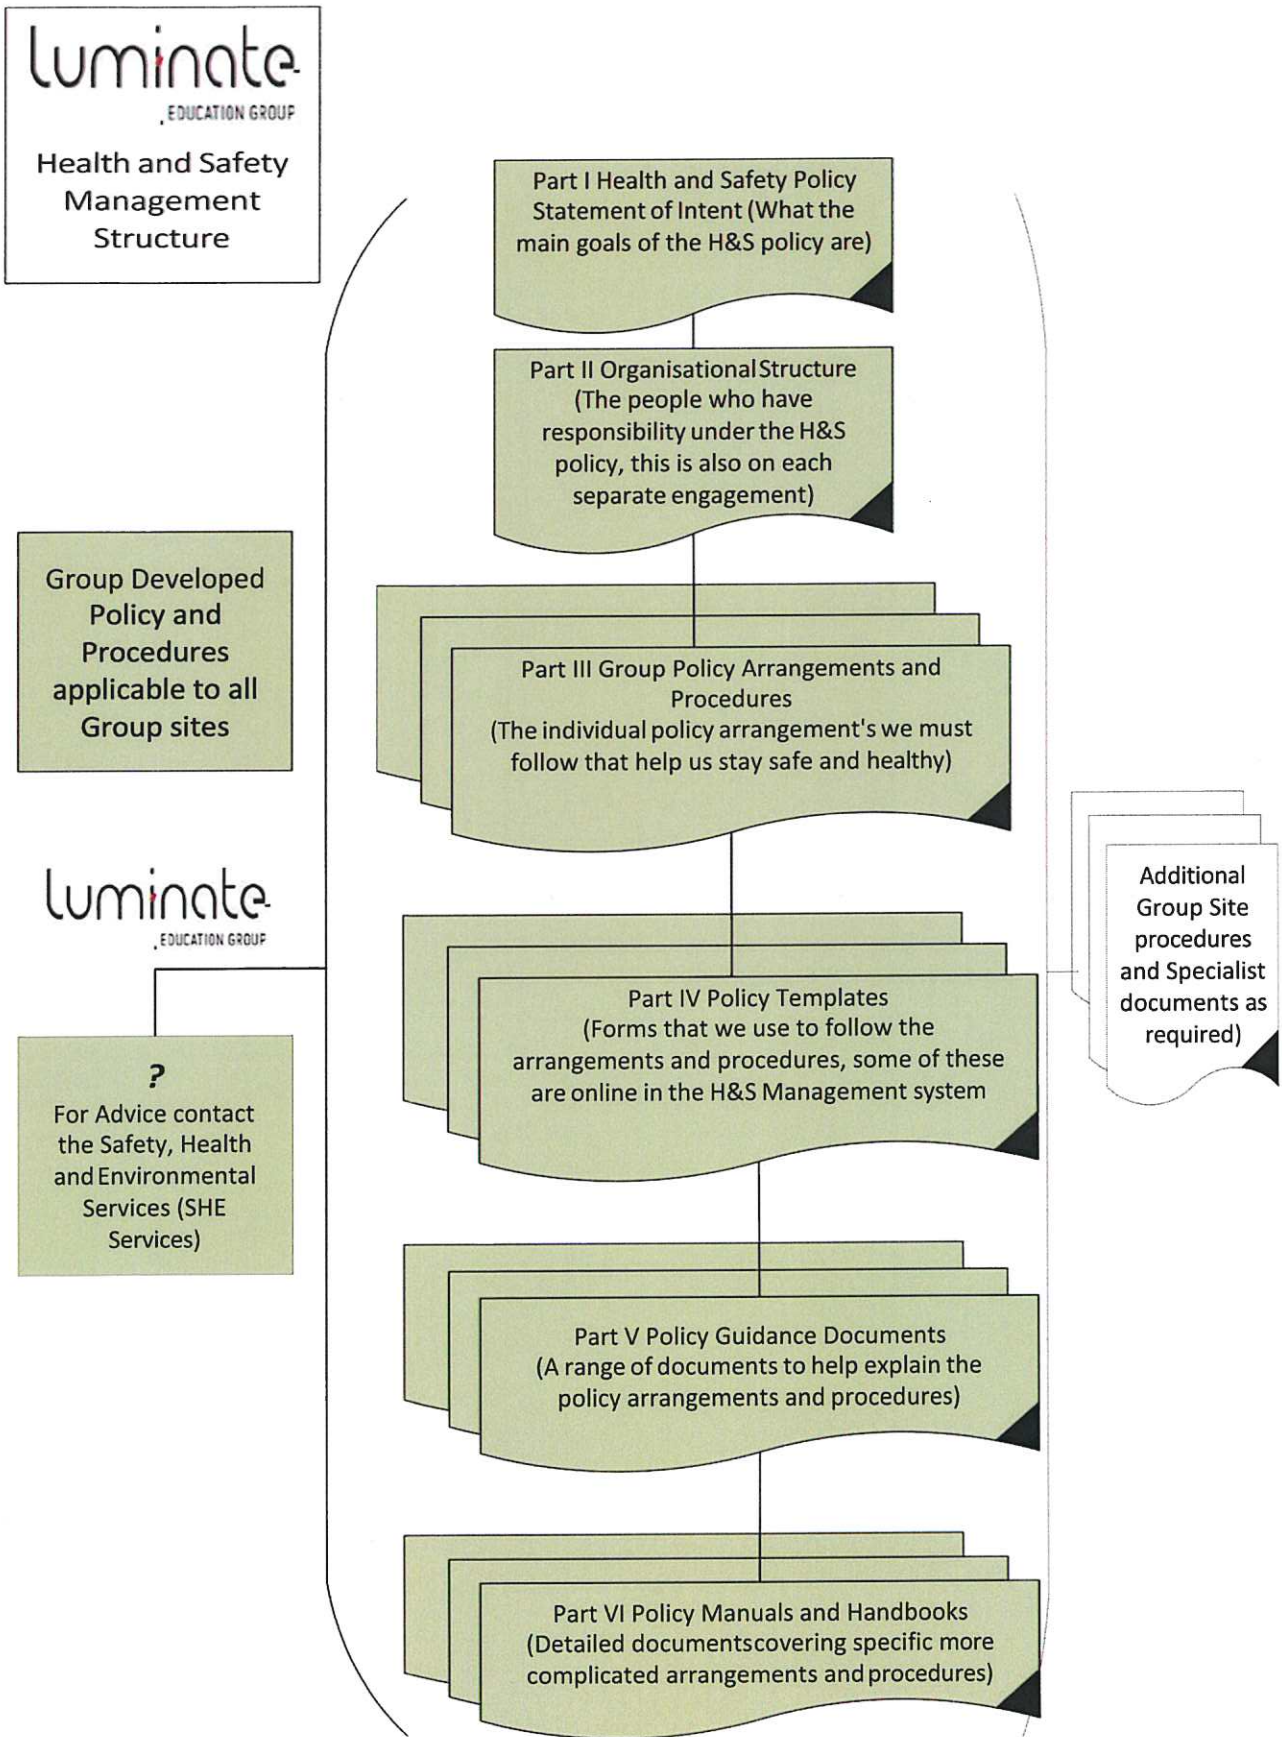 luminate
EDUCATION GROUP
Health and Safety
Management
Structure
Part I Health and Safety Policy
Statement of Intent (What the
main goals of the H&S policy are)
Part II Organisational Structure
(The people who have
responsibility under the H&S
policy, this is also on each
separate engagement)
Group Developed
Policy and
Procedures
applicable to all
Group sites
Part III Group Policy Arrangements and
Procedures
(The individual policy arrangement's we must
follow that help us stay safe and healthy)
luminate
EDUCATION GROUP
Additional
Group Site
procedures
and Specialist
documents as
required)
Part IV Policy Templates
(Forms that we use to follow the
arrangements and procedures, some of these
are online in the H&S Management system
?
For Advice contact
the Safety, Health
and Environmental
Services (SHE
Services)
Part V Policy Guidance Documents
(A range of documents to help explain the
policy arrangements and procedures)
Part VI Policy Manuals and Handbooks
(Detailed documents covering specific more
complicated arrangements and procedures)